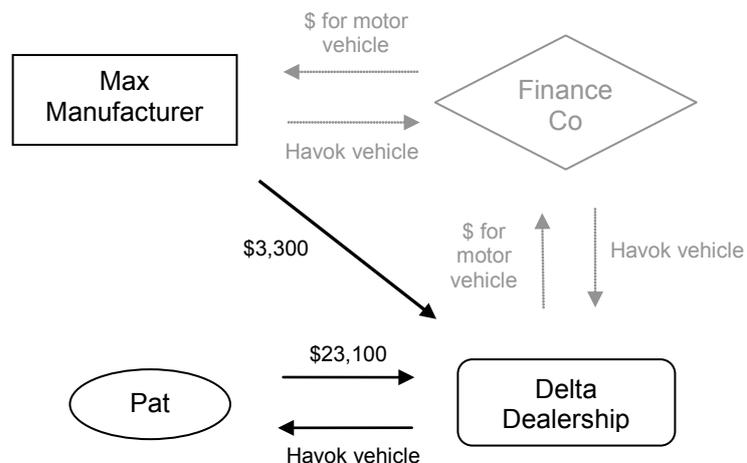 $ for motor
vehicle
Max
Manufacturer
Finance
Co
Havok vehicle
$3,300
$ for
motor
vehicle
Havok vehicle
$23,100
Pat
Delta
Dealership
Havok vehicle